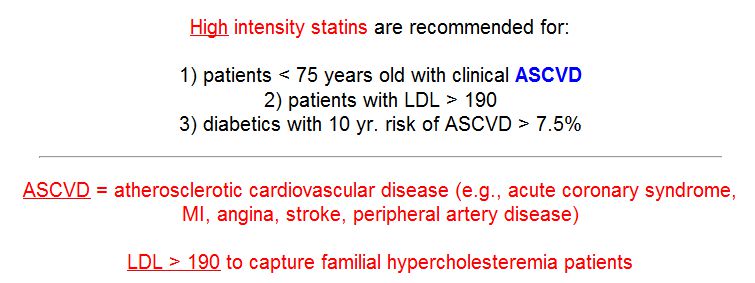 High intensity statins are recommended for:
1) patients < 75 years old with clinical ASCVD
2) patients with LDL > 190
3) diabetics with 10 yr. risk of ASCVD > 7.5%
ASCVD = atherosclerotic cardiovascular disease (e.g., acute coronary syndrome,
MI, angina, stroke, peripheral artery disease)
LDL > 190 to capture familial hypercholesteremia patients